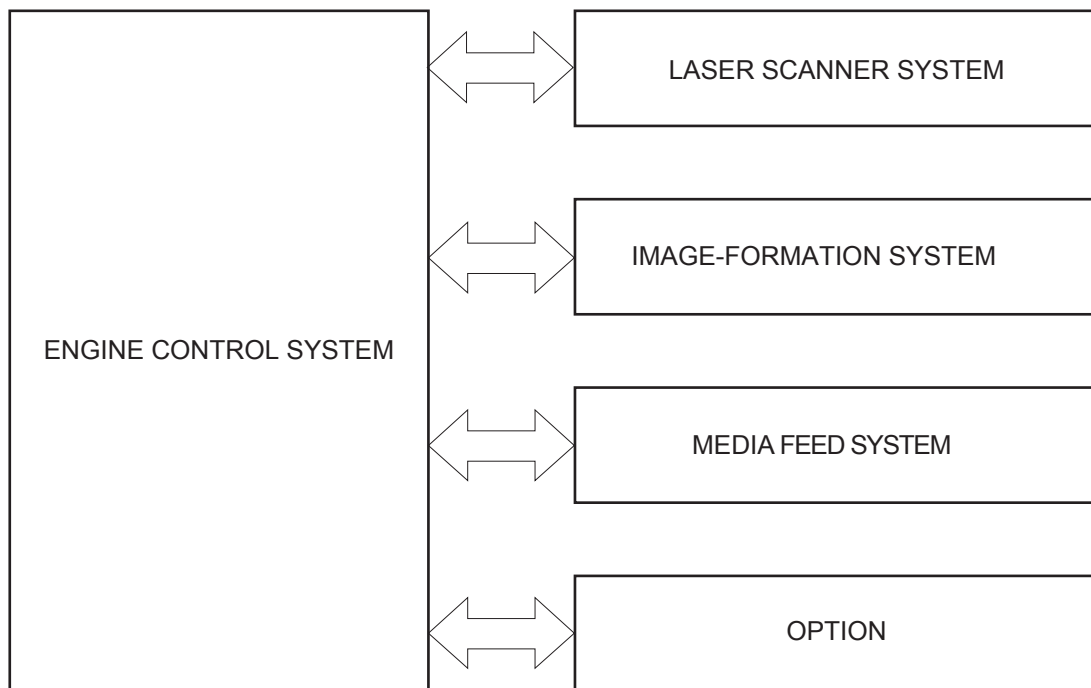 LASER SCANNER SYSTEM
IMAGE-FORMATION SYSTEM
ENGINE CONTROL SYSTEM
MEDIA FEED SYSTEM
OPTION